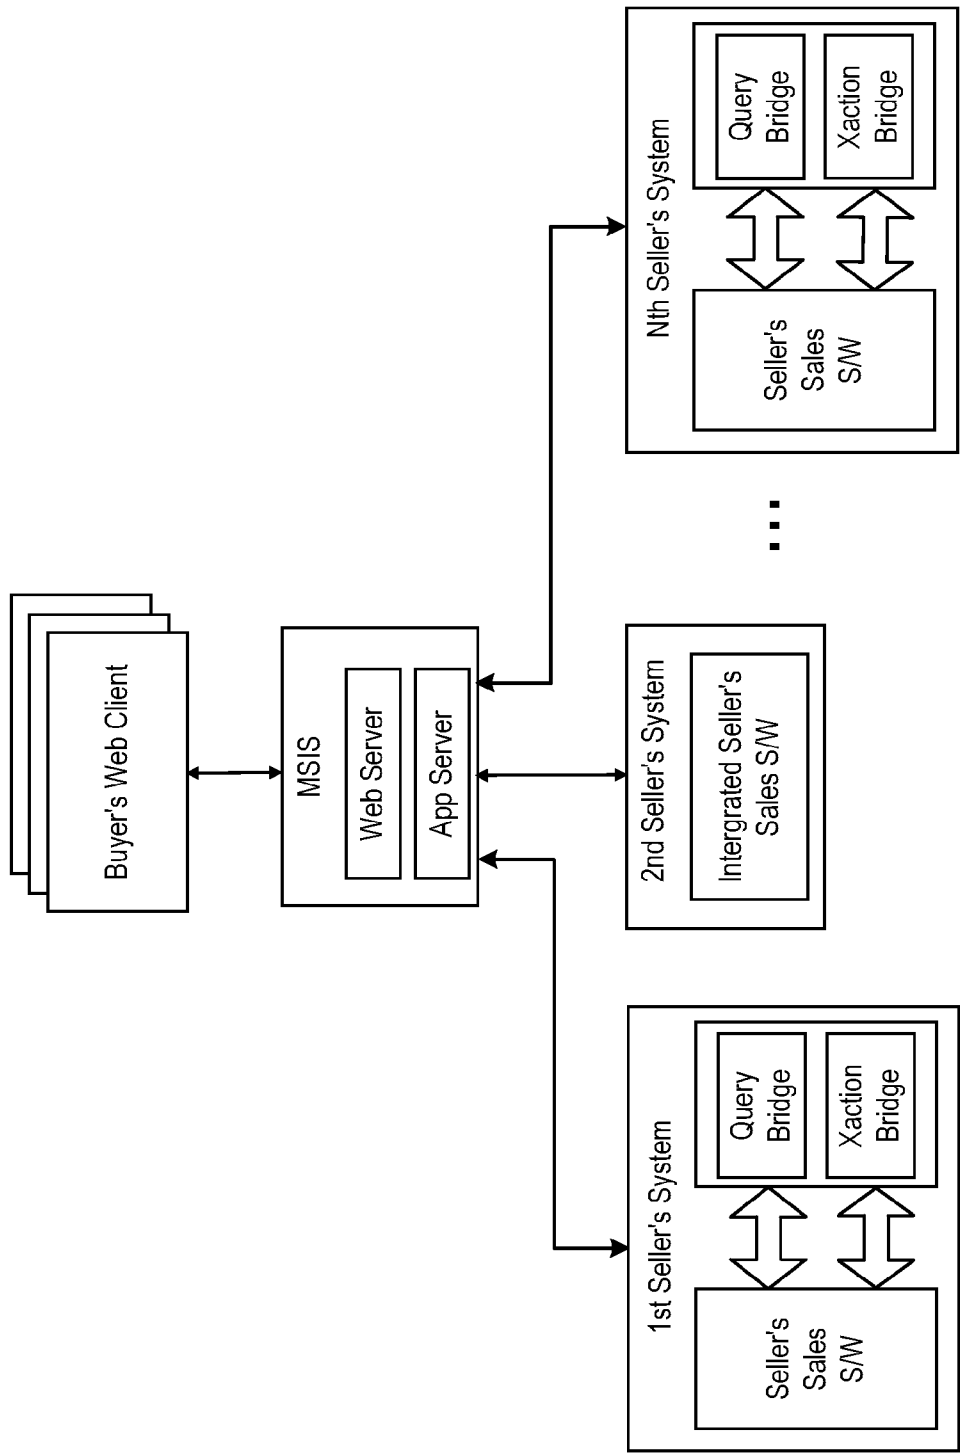 Buyer's Web Client
MSIS
Web Server
App Server
1st Seller's System
Seller's
Sales
S/W
Query
Bridge
Xaction
Bridge
2nd Seller's System
Intergrated Seller's
Sales S/W
...
Nth Seller's System
Seller's
Sales
S/W
Query
Bridge
Xaction
Bridge